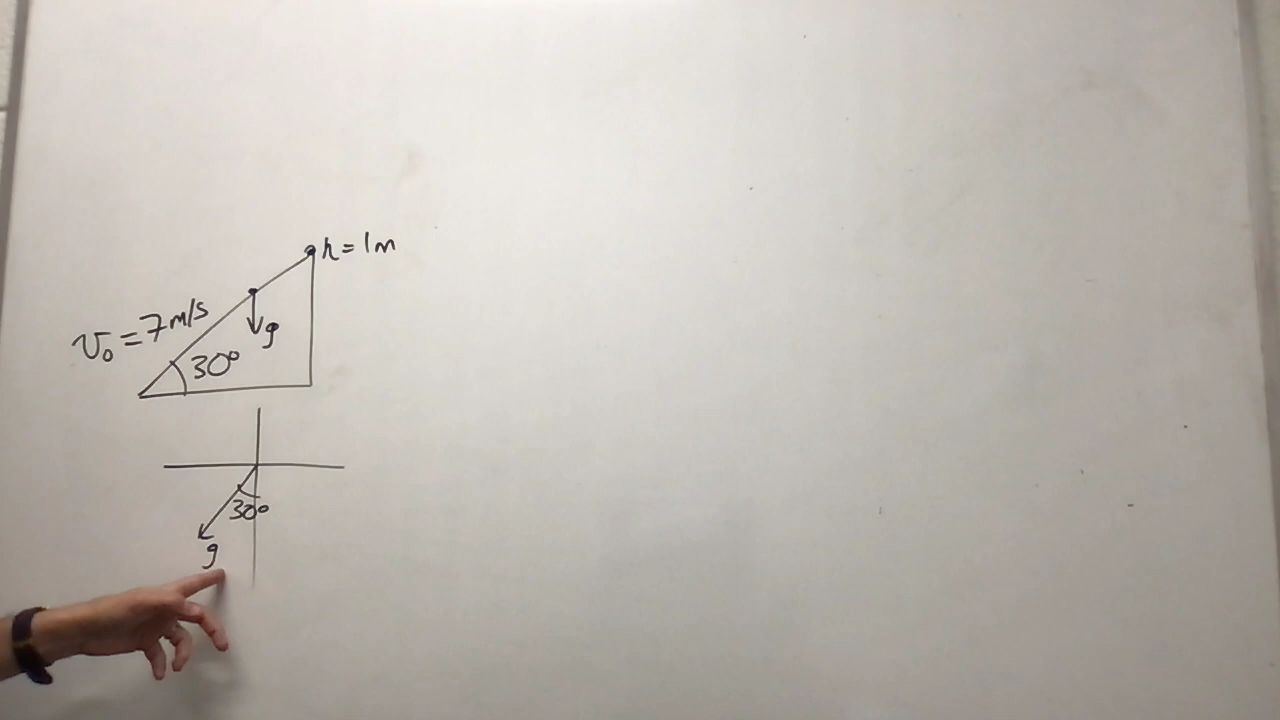 h = 1m
v₀ = 7 m/s
g
30°
30°
g